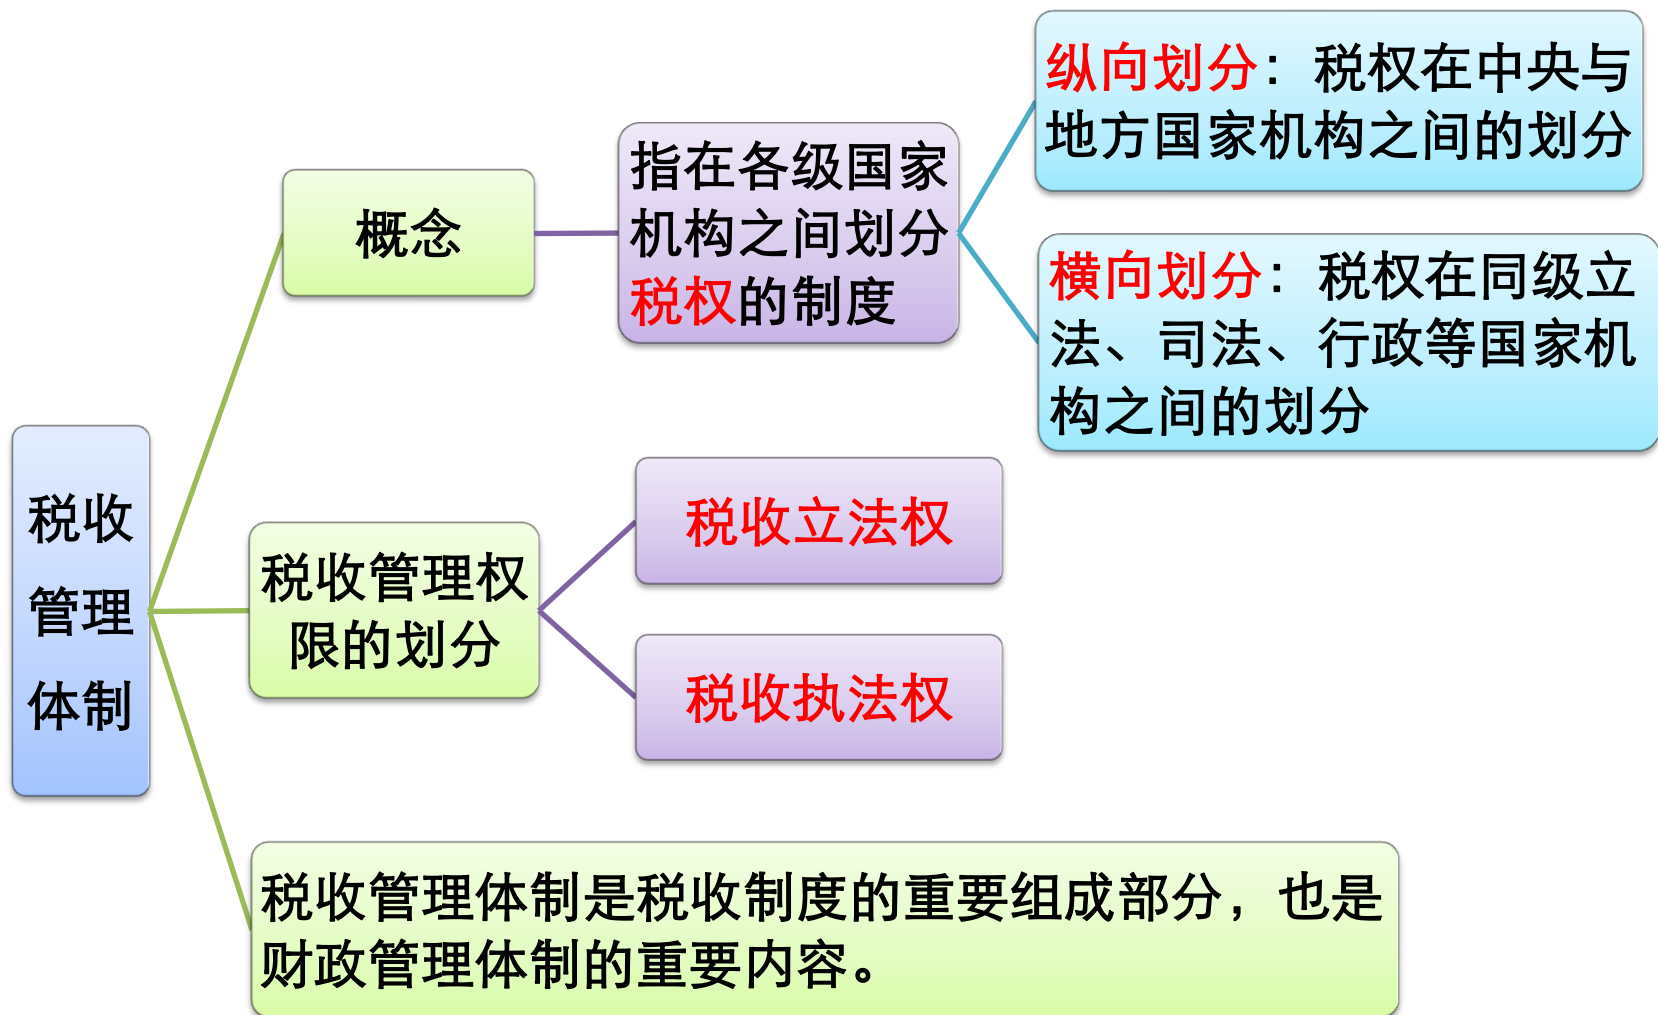 税收
管理
体制
概念
指在各级国家
机构之间划分
税权的制度
纵向划分：税权在中央与
地方国家机构之间的划分
横向划分：税权在同级立
法、司法、行政等国家机
构之间的划分
税收管理权
限的划分
税收立法权
税收执法权
税收管理体制是税收制度的重要组成部分，也是
财政管理体制的重要内容。